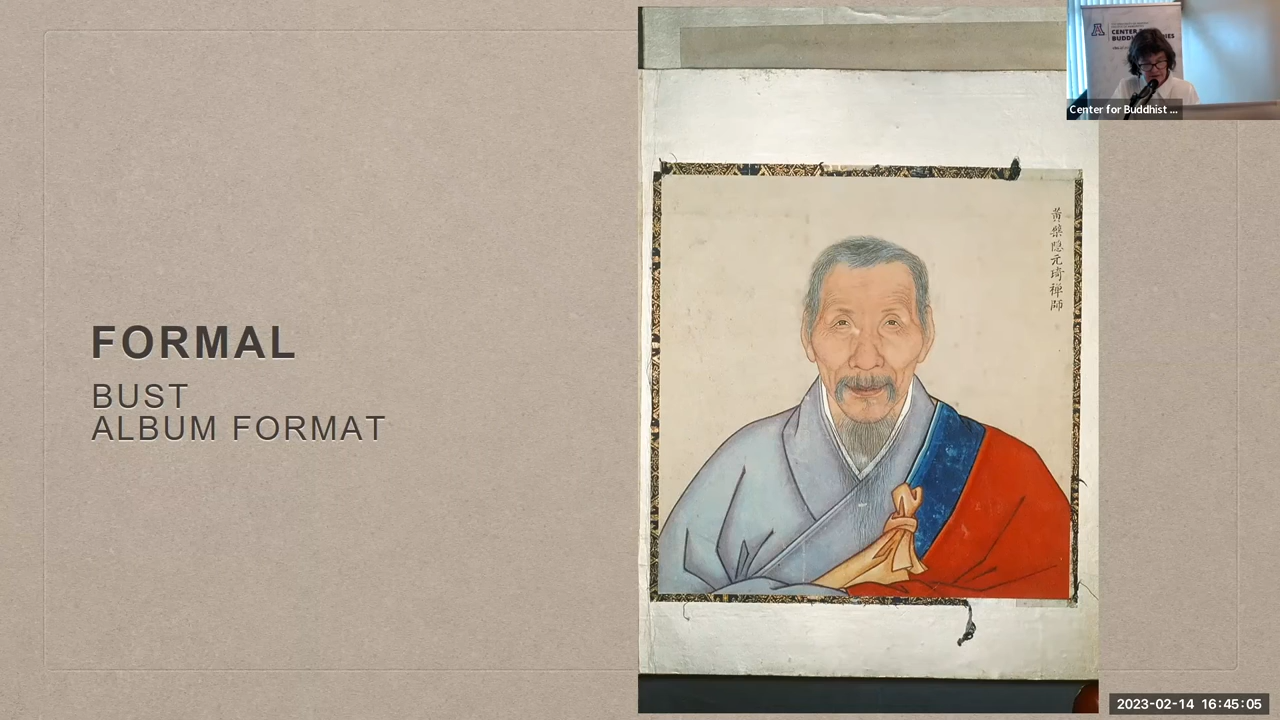 FORMAL
BUST
ALBUM FORMAT
黃檗隱元琦禪師
Center for Buddhist ...
2023-02-14 16:45:05